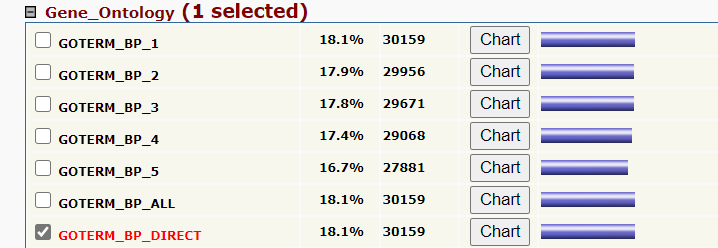 Gene_Ontology (1 selected)
GOTERM_BP_1 18.1% 30159 Chart
GOTERM_BP_2 17.9% 29956 Chart
GOTERM_BP_3 17.8% 29671 Chart
GOTERM_BP_4 17.4% 29068 Chart
GOTERM_BP_5 16.7% 27881 Chart
GOTERM_BP_ALL 18.1% 30159 Chart
GOTERM_BP_DIRECT 18.1% 30159 Chart